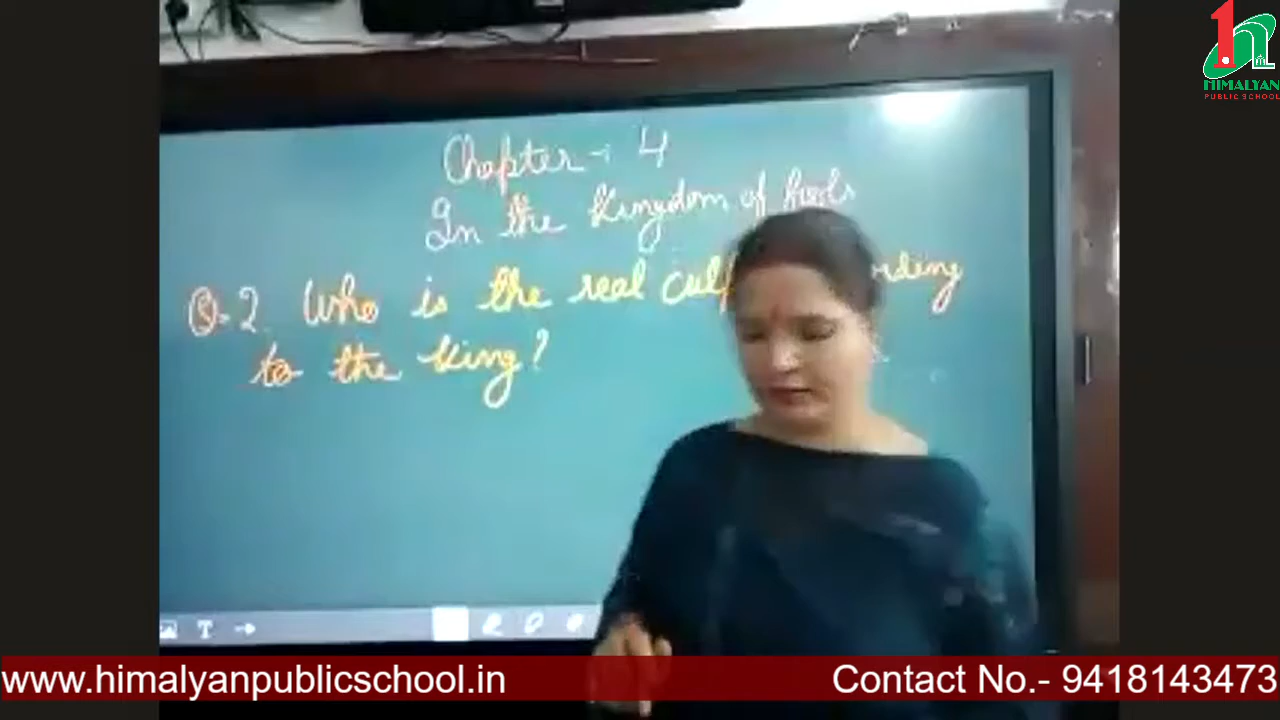 Chapter - 4
In the kingdom of fools
Q. 2. Who is the real
to the king?
HIMALYAN
PUBLIC SCHOOL
www.himalyanpublicschool.in
Contact No.- 9418143473